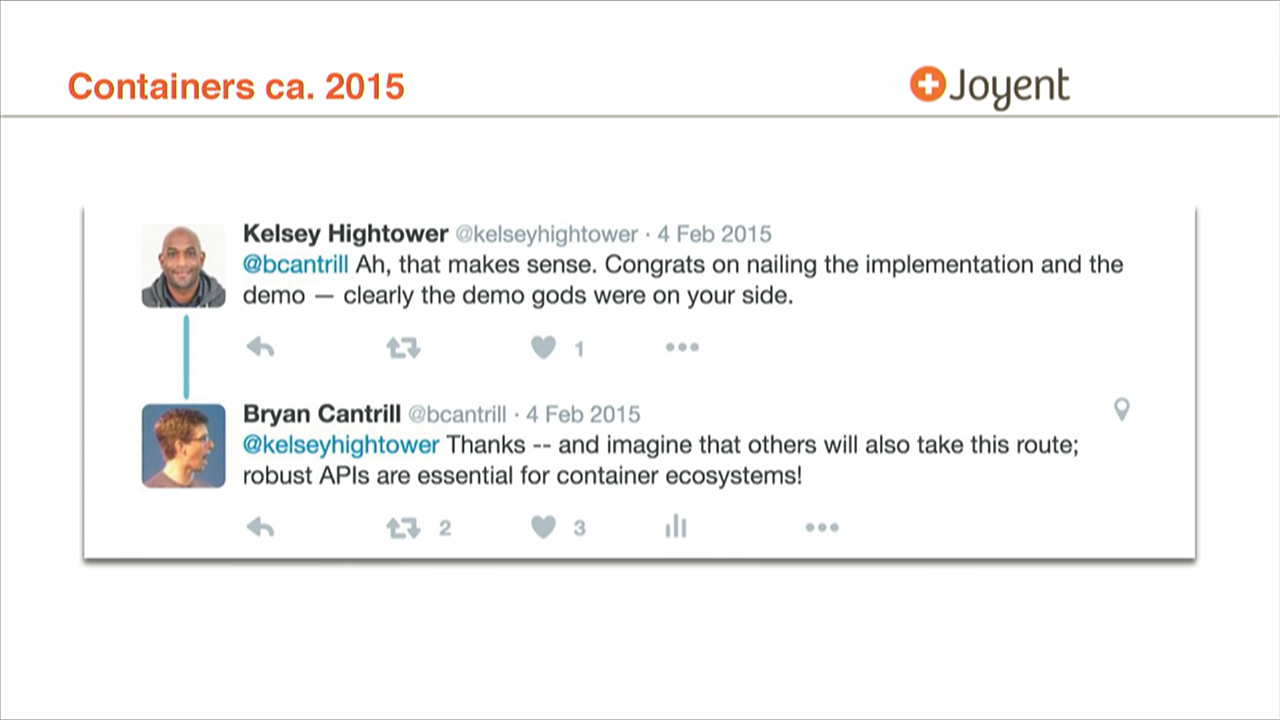 Containers ca. 2015
Joyent
Kelsey Hightower @kelseyhightower · 4 Feb 2015
@bcantrill Ah, that makes sense. Congrats on nailing the implementation and the
demo — clearly the demo gods were on your side.
1
Bryan Cantrill @bcantrill · 4 Feb 2015
@kelseyhightower Thanks -- and imagine that others will also take this route;
robust APIs are essential for container ecosystems!
2 3